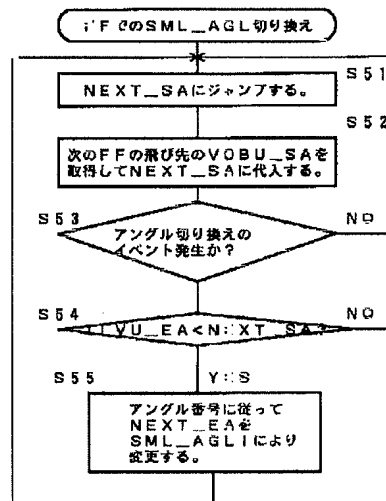 FFでのSML_AGL切り換え
S51
NEXT_SAにジャンプする。
S52
次のFFの飛び先のVOBU_SAを
取得してNEXT_SAに代入する。
S53
アングル切り換えの
イベント発生か?
NO
S54
ILVU_EA<NEXT_SA?
NO
S55
YES
アングル番号に従って
NEXT_EAを
SML_AGLIにより
変更する。